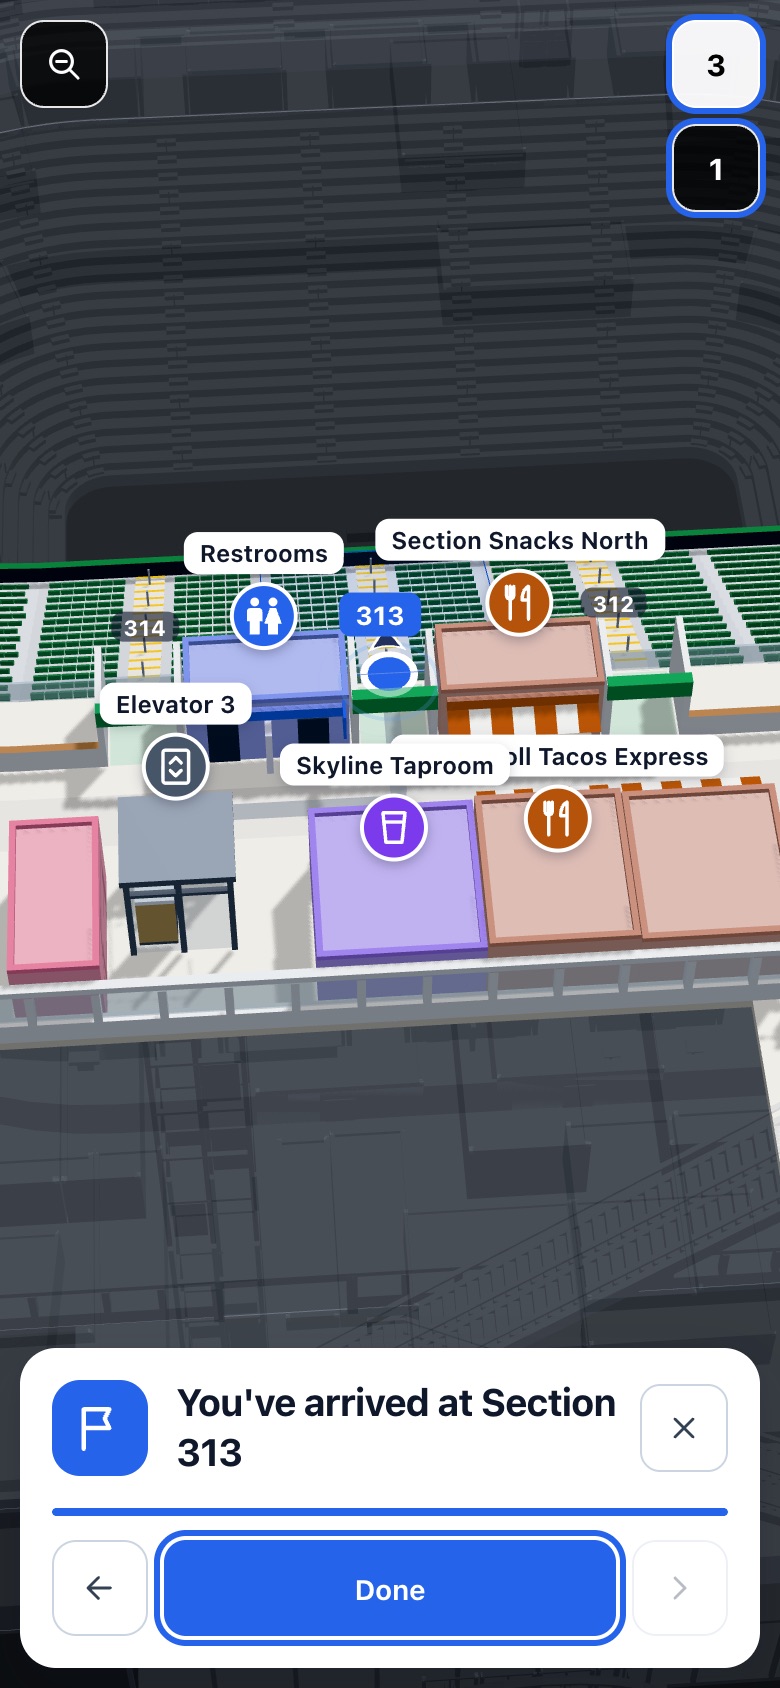 3
1
Section Snacks North
Restrooms
312
313
314
Elevator 3
oll Tacos Express
Skyline Taproom
You've arrived at Section
313
Done